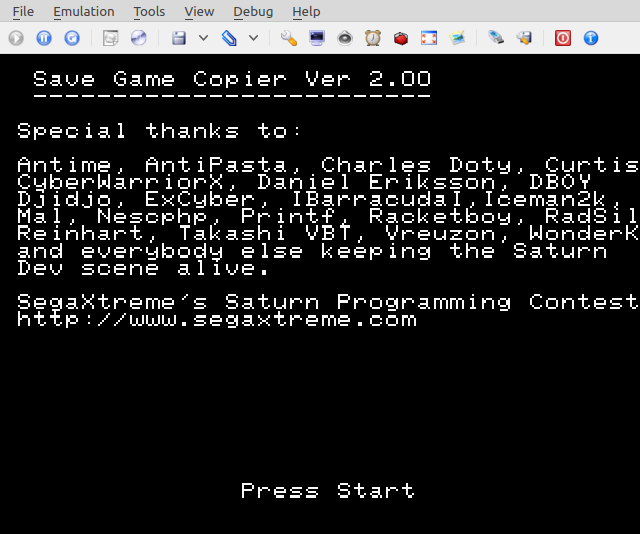 File Emulation Tools View Debug Help
Save Game Copier Ver 2.00
--------------------------
Special thanks to:
Antime, AntiPasta, Charles Doty, Curtis
CyberWarriorX, Daniel Eriksson, DBOY
Djidjo, ExCyber, IBarracudaI,Iceman2k,
Mal, Nescphp, Printf, Racketboy, RadSil
Reinhart, Takashi VBT, Vreuzon, WonderK
and everybody else keeping the Saturn
Dev scene alive.
SegaXtreme's Saturn Programming Contest
http://www.segaxtreme.com
Press Start